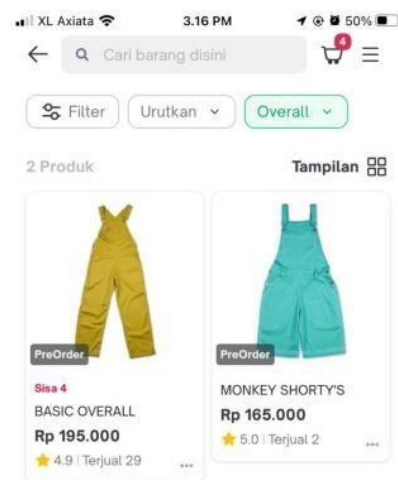 XL Axiata 3.16 PM 50%
4
Cari barang disini
Filter Urutkan Overall
2 Produk Tampilan
PreOrder
Sisa 4
BASIC OVERALL
Rp 195.000
4.9 Terjual 29
PreOrder
MONKEY SHORTY'S
Rp 165.000
5.0 Terjual 2